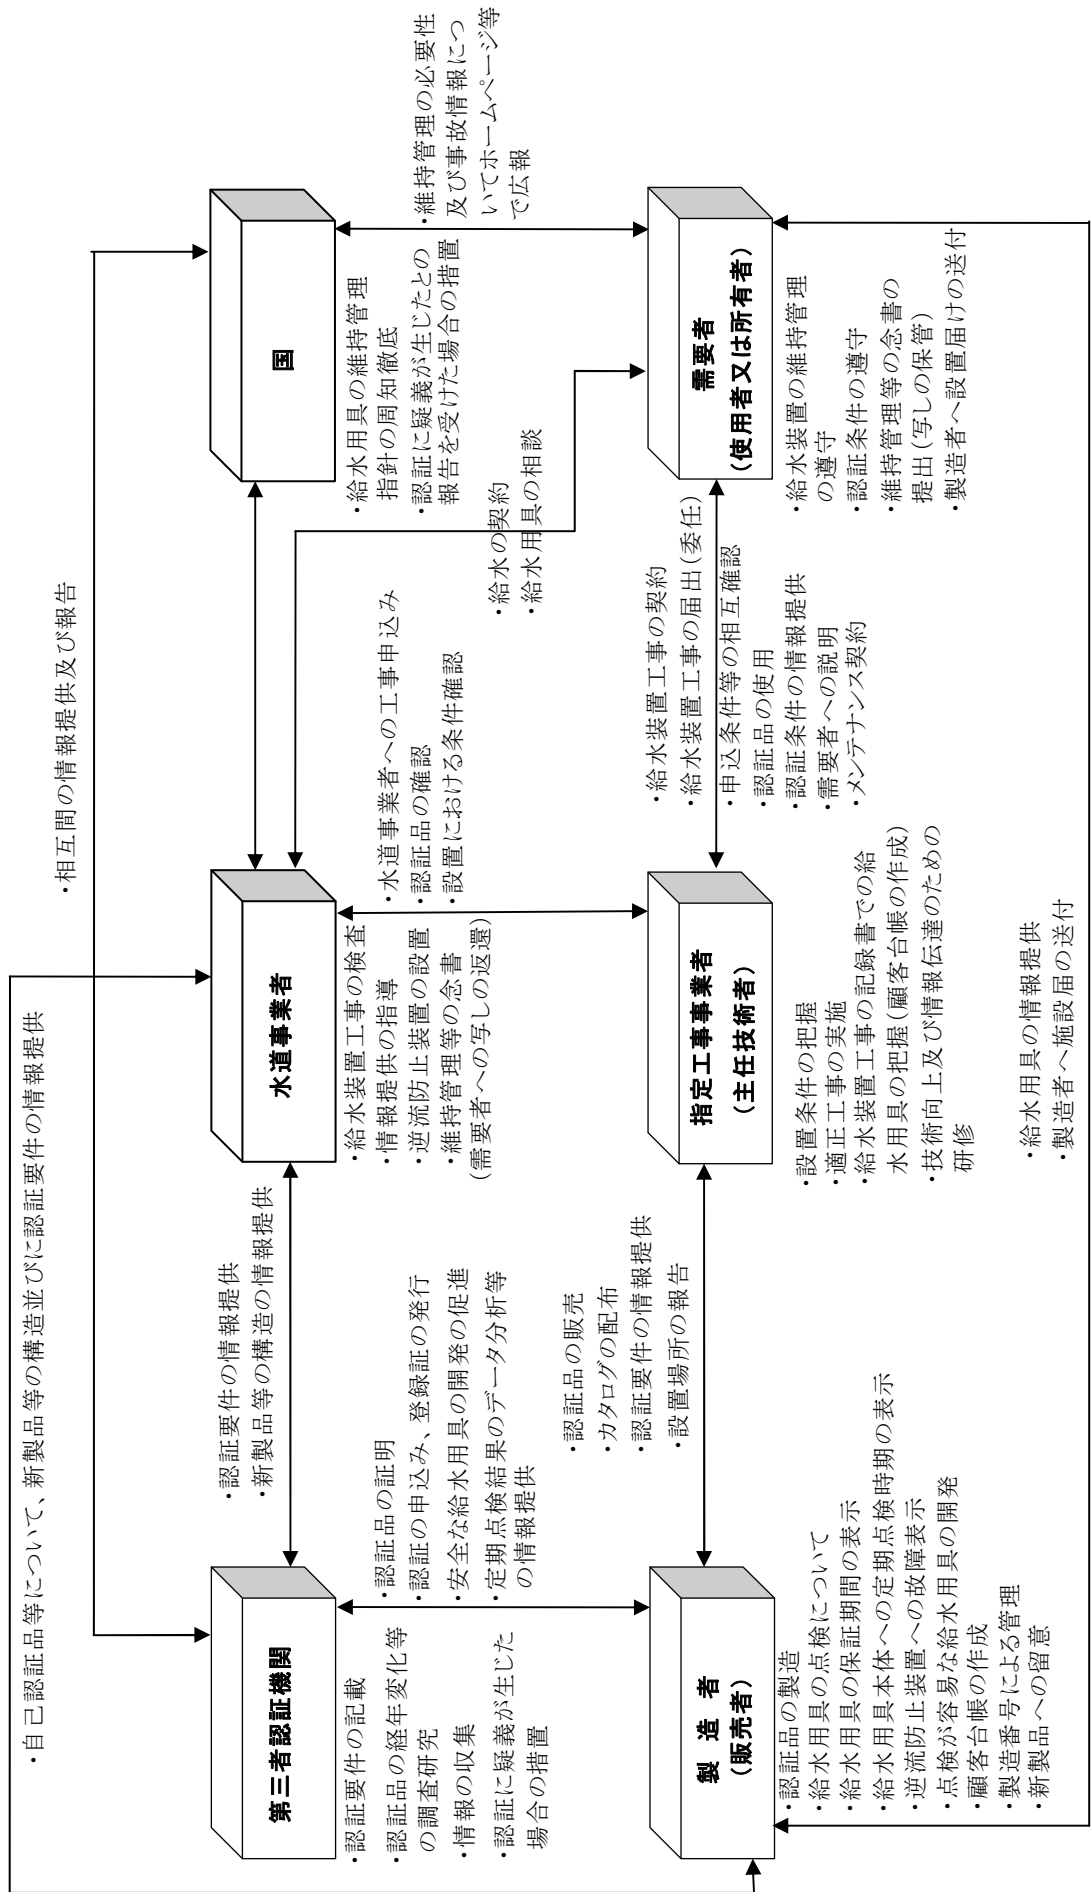 ・自己認証品等について、新製品等の構造並びに認証要件の情報提供
・相互間の情報提供及び報告
第三者認証機関
・認証要件の記載
・認証品の経年変化等
の調査研究
・情報の収集
・認証に疑義が生じた
場合の措置
・認証要件の情報提供
・新製品等の構造の情報提供
水道事業者
・給水装置工事の検査
・情報提供の指導
・逆流防止装置の設置
・維持管理等の念書
(需要者への写しの返還)
国
・給水用具の維持管理
指針の周知徹底
・認証に疑義が生じたとの
報告を受けた場合の措置
・維持管理の必要性
及び事故情報につ
いてホームページ等
で広報
・認証品の証明
・認証の申込み、登録証の発行
・安全な給水用具の開発の促進
・定期点検結果のデータ分析等
の情報提供
・水道事業者への工事申込み
・認証品の確認
・設置における条件確認
・給水の契約
・給水用具の相談
製 造 者
(販売者)
・認証品の製造
・給水用具の点検について
・給水用具の保証期間の表示
・給水用具本体への定期点検時期の表示
・逆流防止装置への故障表示
・点検が容易な給水用具の開発
・顧客台帳の作成
・製造番号による管理
・新製品への留意
・認証品の販売
・カタログの配布
・認証要件の情報提供
・設置場所の報告
指定工事事業者
(主任技術者)
・設置条件の把握
・適正工事の実施
・給水装置工事の記録書での給
水用具の把握(顧客台帳の作成)
・技術向上及び情報伝達のための
研修
・給水装置工事の契約
・給水装置工事の届出(委任)
・申込条件等の相互確認
・認証品の使用
・認証条件の情報提供
・需要者への説明
・メンテナンス契約
需要者
(使用者又は所有者)
・給水装置の維持管理
の遵守
・認証条件の遵守
・維持管理等の念書の
提出(写しの保管)
・製造者へ設置届けの送付
・給水用具の情報提供
・製造者へ施設届の送付